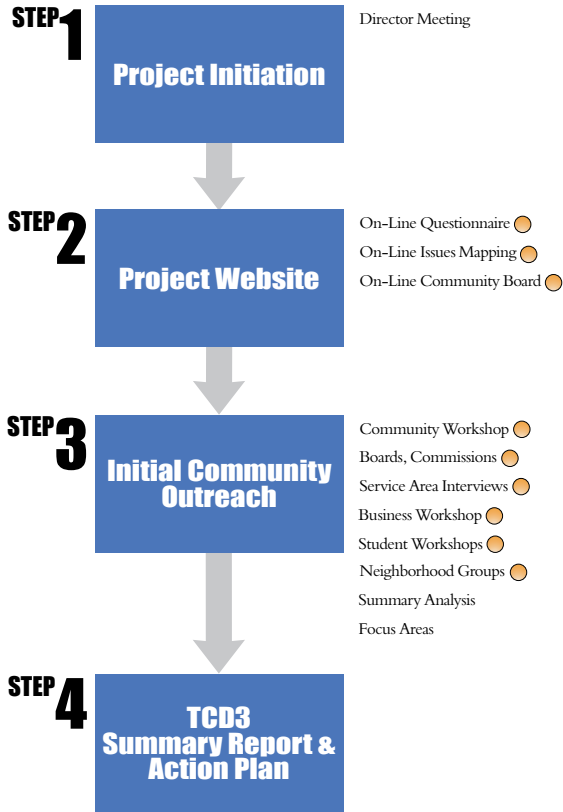 STEP 1
Project Initiation
Director Meeting
STEP 2
Project Website
On-Line Questionnaire
On-Line Issues Mapping
On-Line Community Board
STEP 3
Initial Community
Outreach
Community Workshop
Boards, Commissions
Service Area Interviews
Business Workshop
Student Workshops
Neighborhood Groups
Summary Analysis
Focus Areas
STEP 4
TCD3
Summary Report &
Action Plan